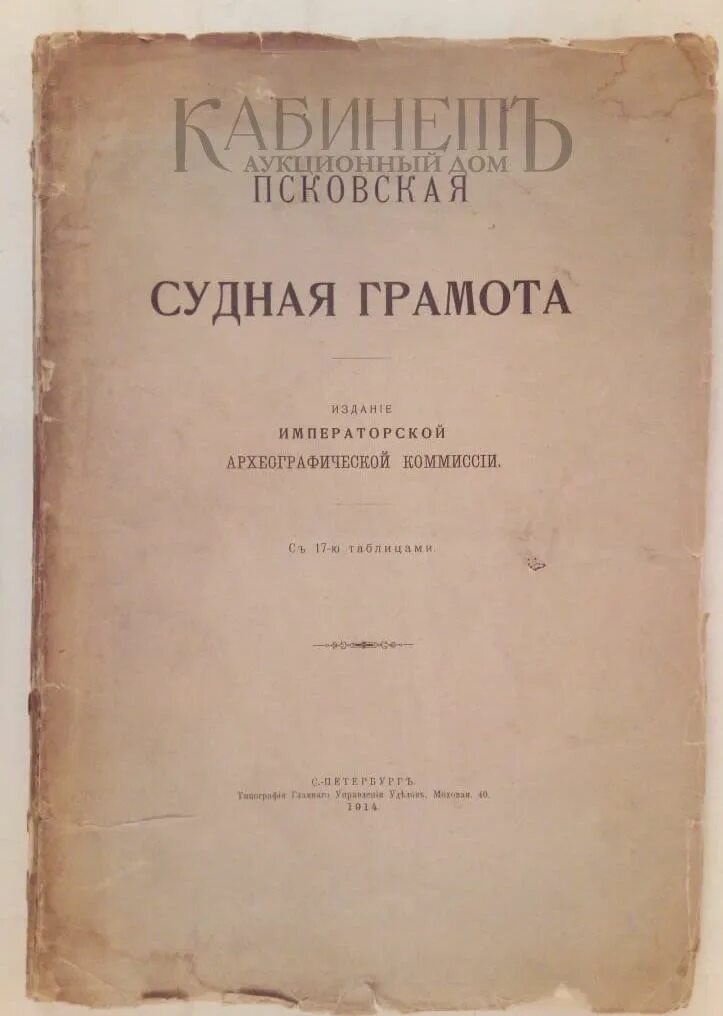 КАБИНЕТЪ
АУКЦИОННЫЙ ДОМ
ПСКОВСКАЯ
СУДНАЯ ГРАМОТА
ИЗДАНІЕ
ИМПЕРАТОРСКОЙ
АРХЕОГРАФИЧЕСКОЙ КОММИССІИ.
Съ 17-ю таблицами.
С.-ПЕТЕРБУРГЪ.
Типографія Главнаго Управленія Удѣловъ, Моховая, 40.
1914.